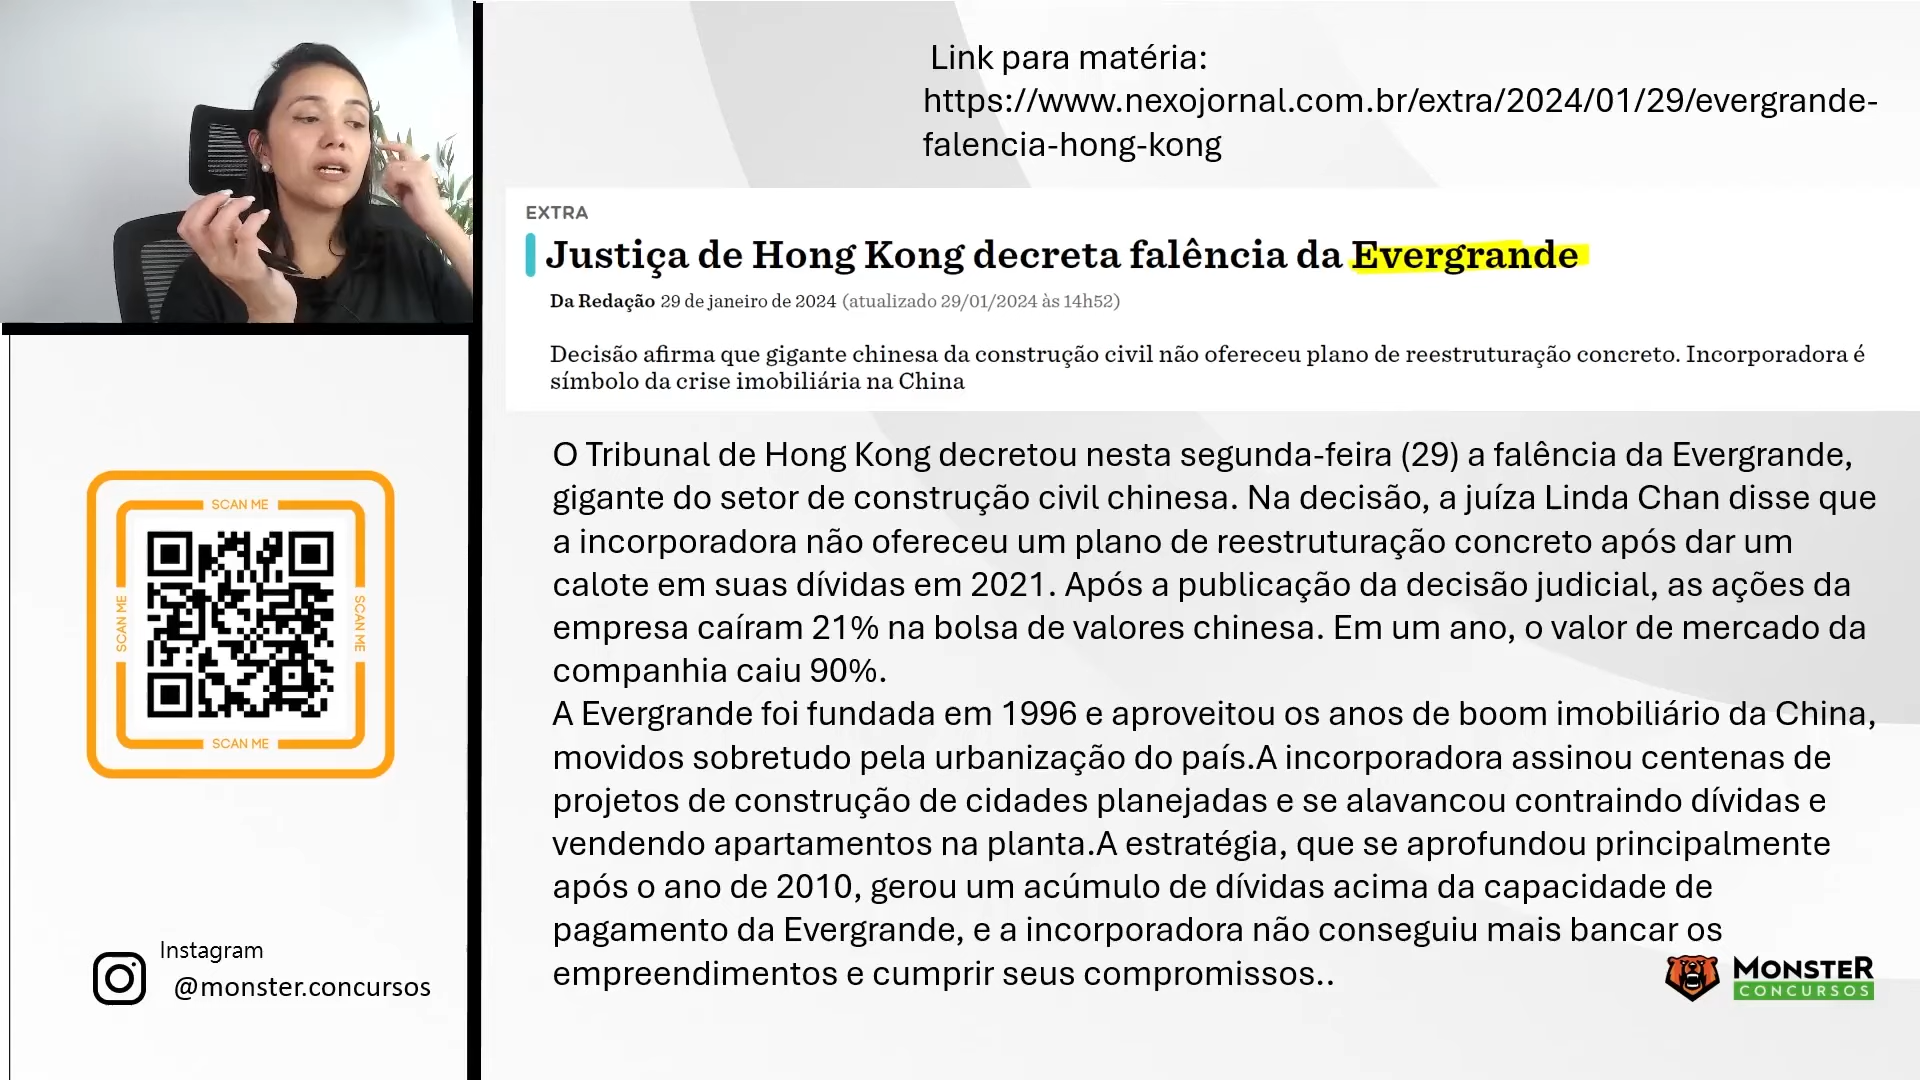 Link para matéria:
https://www.nexojornal.com.br/extra/2024/01/29/evergrande-
falencia-hong-kong
EXTRA
Justiça de Hong Kong decreta falência da Evergrande
Da Redação 29 de janeiro de 2024 (atualizado 29/01/2024 às 14h52)
Decisão afirma que gigante chinesa da construção civil não ofereceu plano de reestruturação concreto. Incorporadora é
símbolo da crise imobiliária na China
O Tribunal de Hong Kong decretou nesta segunda-feira (29) a falência da Evergrande,
gigante do setor de construção civil chinesa. Na decisão, a juíza Linda Chan disse que
a incorporadora não ofereceu um plano de reestruturação concreto após dar um
calote em suas dívidas em 2021. Após a publicação da decisão judicial, as ações da
empresa caíram 21% na bolsa de valores chinesa. Em um ano, o valor de mercado da
companhia caiu 90%.
A Evergrande foi fundada em 1996 e aproveitou os anos de boom imobiliário da China,
movidos sobretudo pela urbanização do país.A incorporadora assinou centenas de
projetos de construção de cidades planejadas e se alavancou contraindo dívidas e
vendendo apartamentos na planta.A estratégia, que se aprofundou principalmente
após o ano de 2010, gerou um acúmulo de dívidas acima da capacidade de
pagamento da Evergrande, e a incorporadora não conseguiu mais bancar os
empreendimentos e cumprir seus compromissos..
SCAN ME
SCAN ME
SCAN ME
SCAN ME
Instagram
@monster.concursos
MONSTER
CONCURSOS